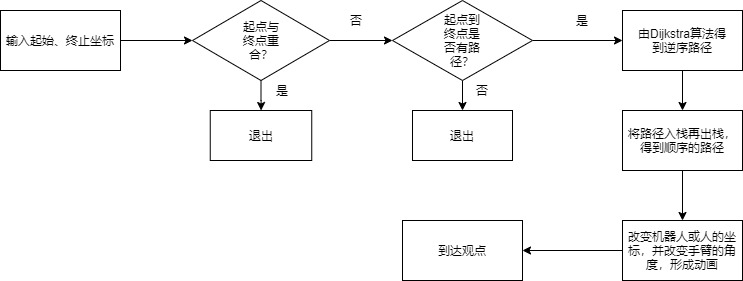 输入起始、终止坐标
起点与
终点重
合？
否
起点到
终点是
否有路
径？
是
由Dijkstra算法得
到逆序路径
是
否
退出
退出
将路径入栈再出栈，
得到顺序的路径
到达观点
改变机器人或人的坐
标，并改变手臂的角
度，形成动画